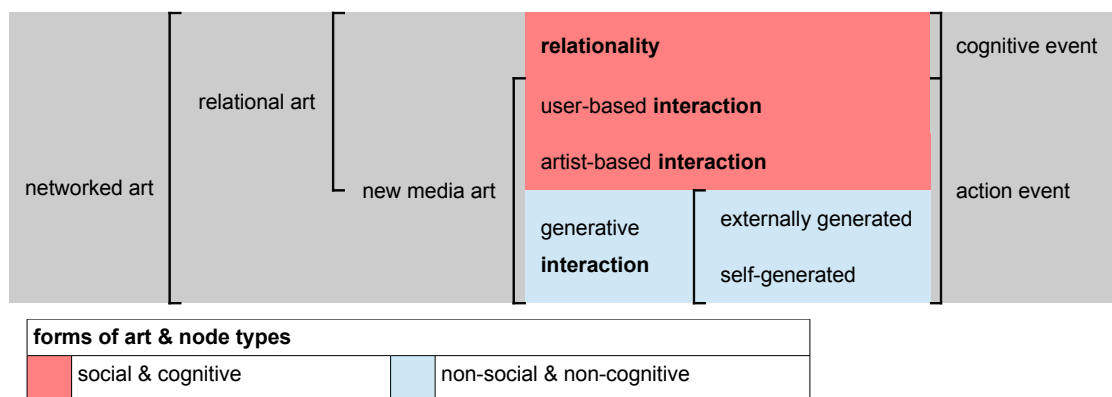 relationality
cognitive event
relational art
user-based interaction
artist-based interaction
networked art
new media art
action event
generative
interaction
externally generated
self-generated
forms of art & node types
social & cognitive
non-social & non-cognitive